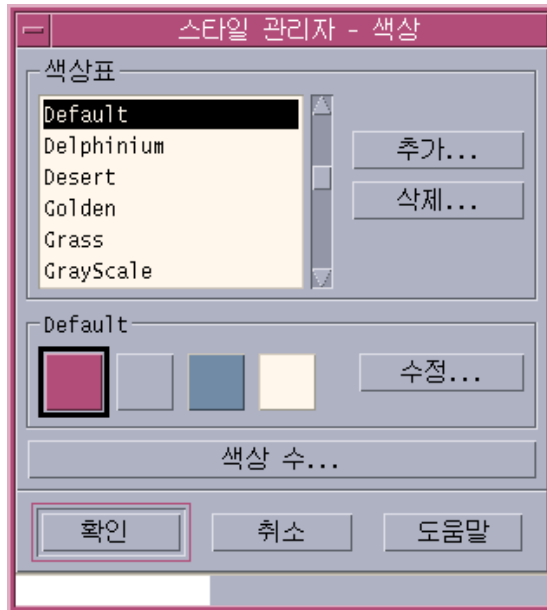 스타일 관리자 - 색상
색상표
Default
Delphinium
Desert
Golden
Grass
GrayScale
추가...
삭제...
Default
수정...
색상 수...
확인
취소
도움말